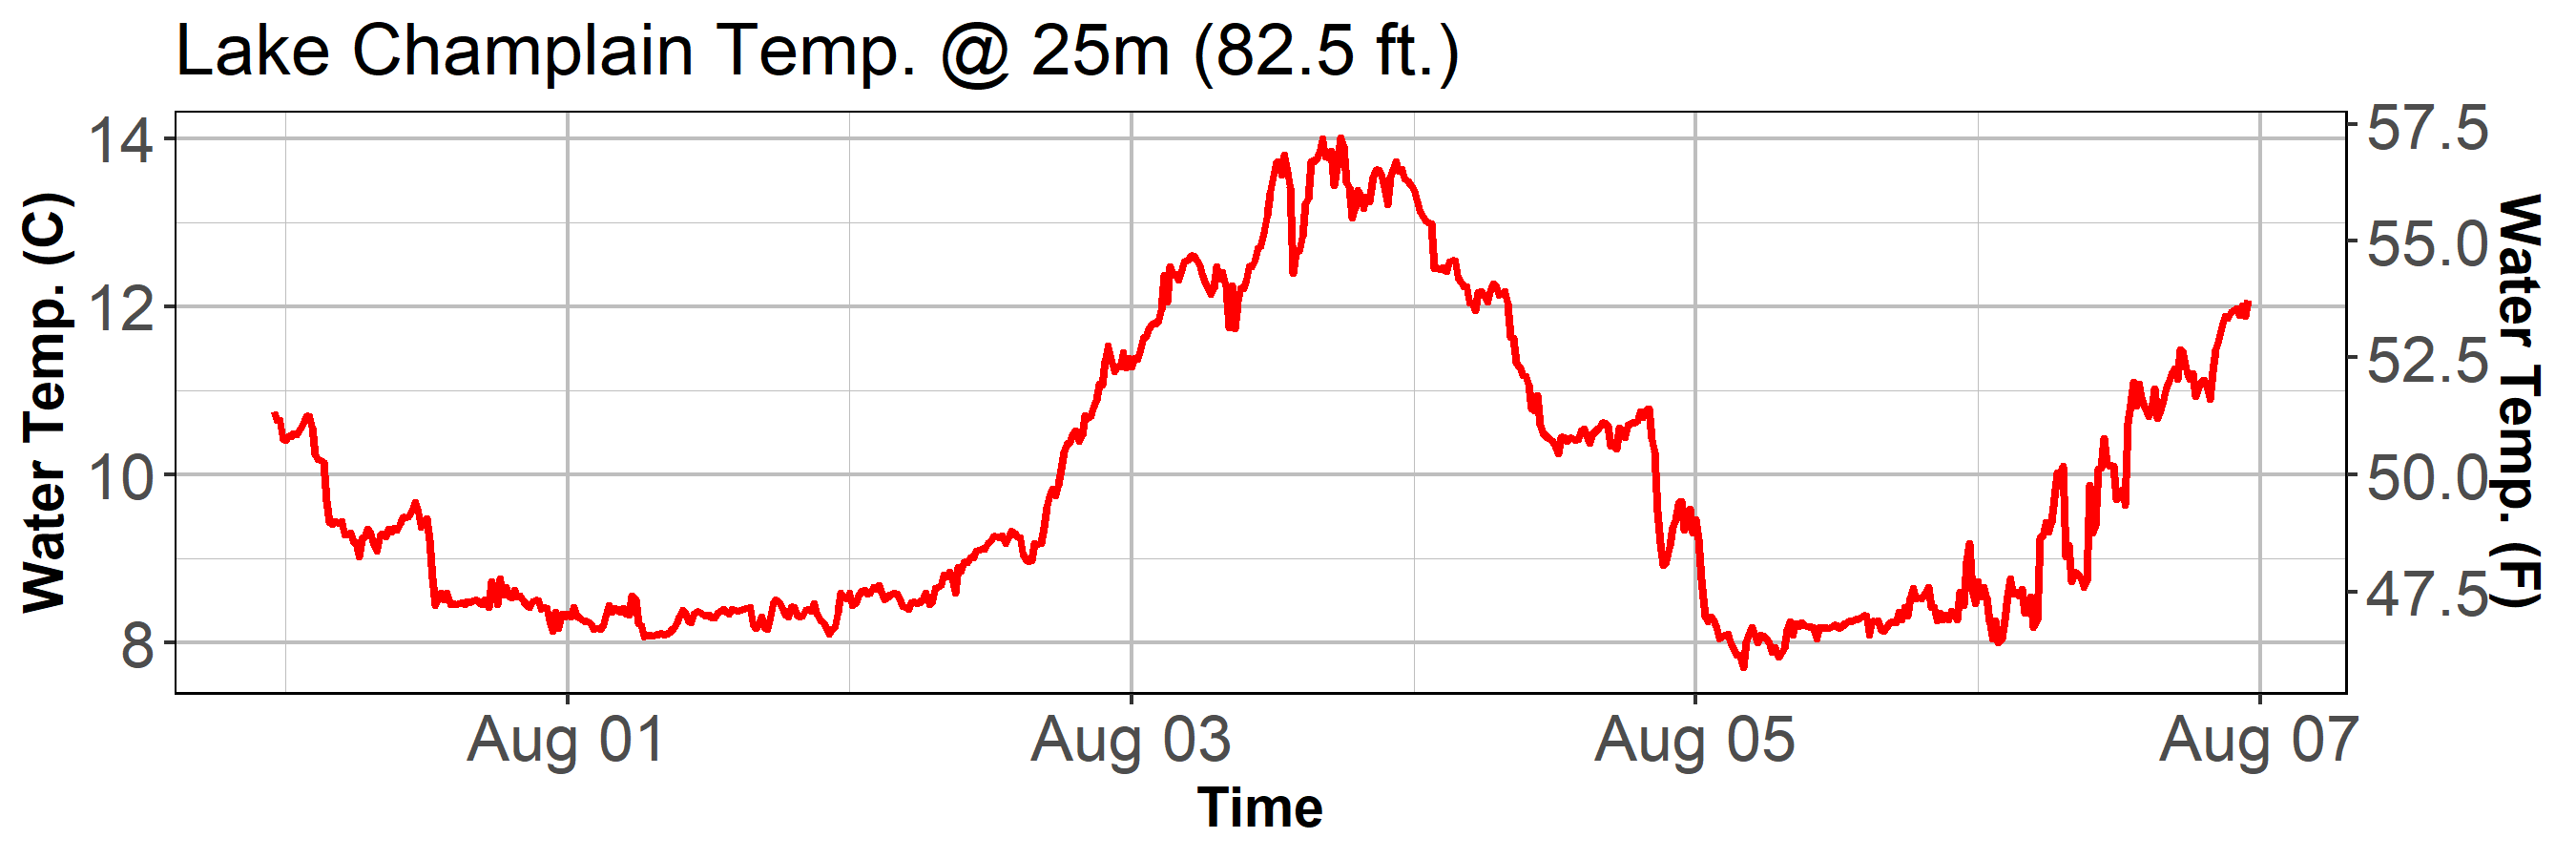 Lake Champlain Temp. @ 25m (82.5 ft.)
Water Temp. (C)
14
12
10
8
57.5
55.0
52.5
50.0
47.5
Water Temp. (F)
Aug 01 Aug 03 Aug 05 Aug 07
Time